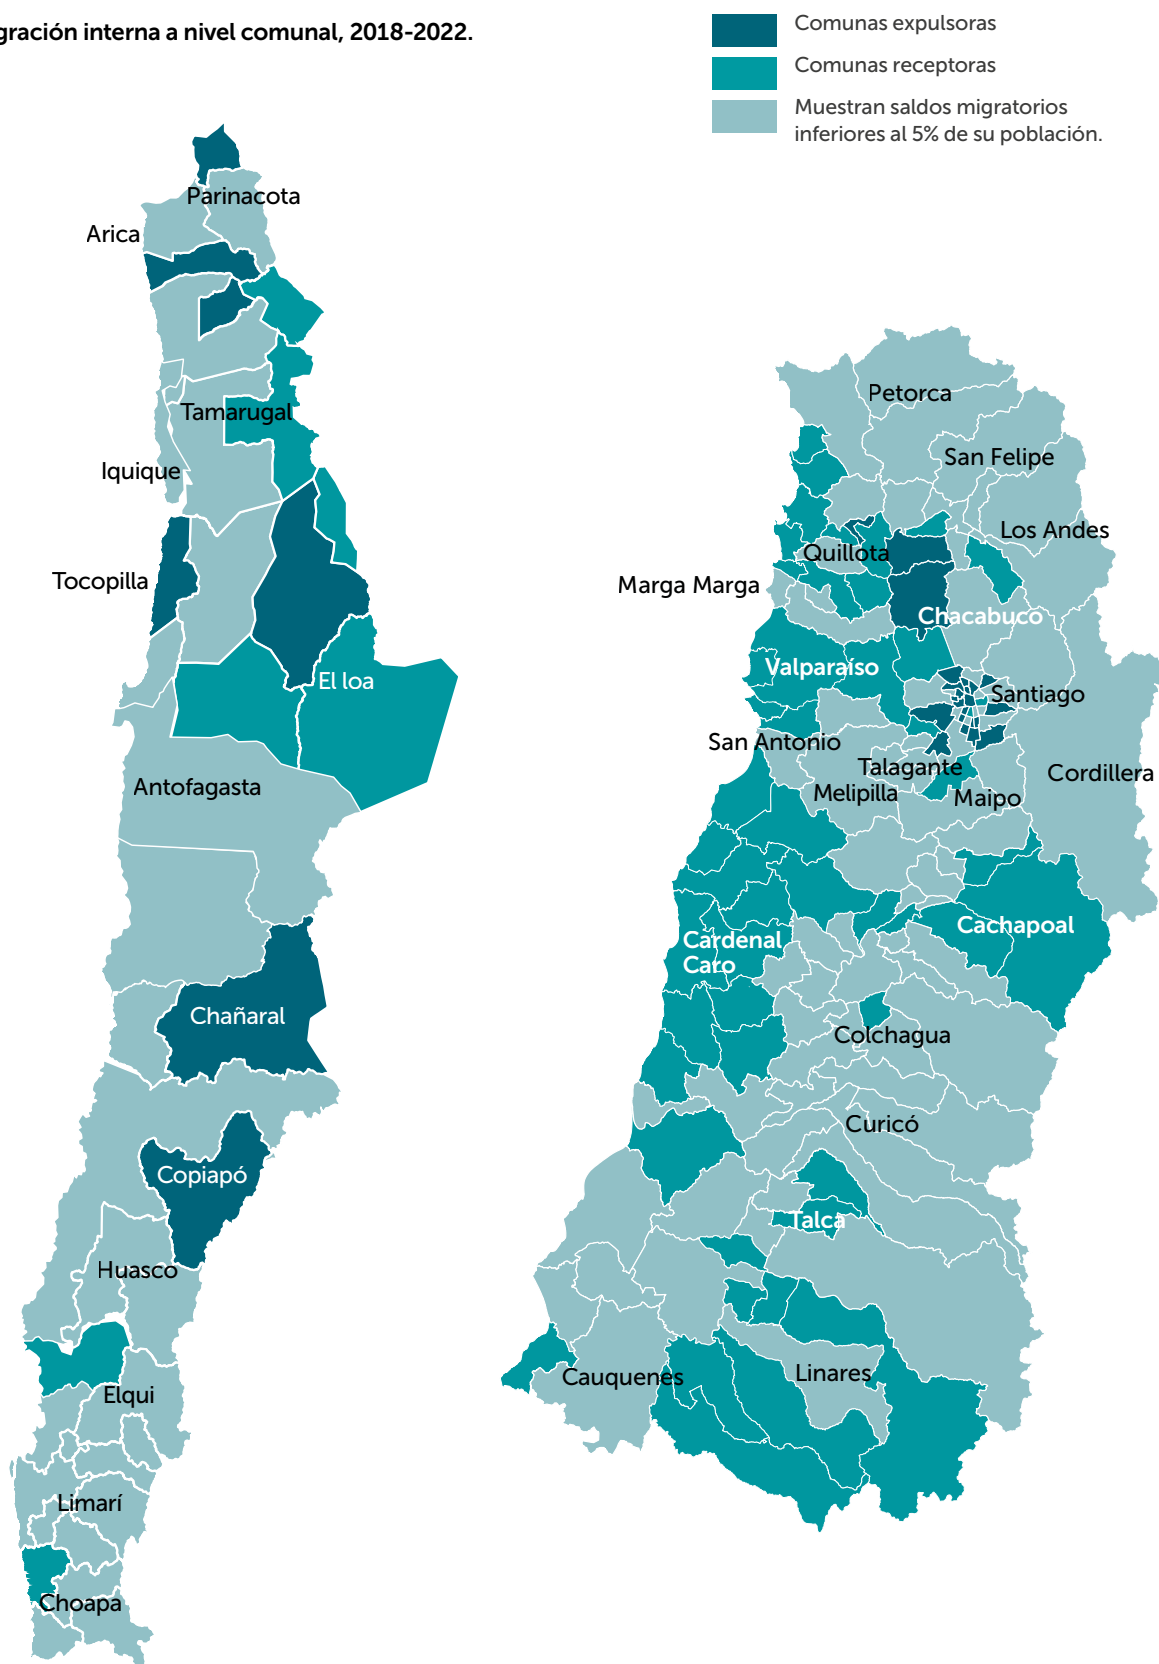 gración interna a nivel comunal, 2018-2022.
Comunas expulsoras
Comunas receptoras
Muestran saldos migratorios
inferiores al 5% de su población.
Parinacota
Arica
Tamarugal
Iquique
Tocopilla
El loa
Antofagasta
Chañaral
Copiapó
Huasco
Elqui
Limarí
Choapa
Petorca
San Felipe
Los Andes
Quillota
Marga Marga
Chacabuco
Valparaíso
Santiago
San Antonio
Talagante
Cordillera
Melipilla
Maipo
Cachapoal
Cardenal
Caro
Colchagua
Curicó
Talca
Linares
Cauquenes